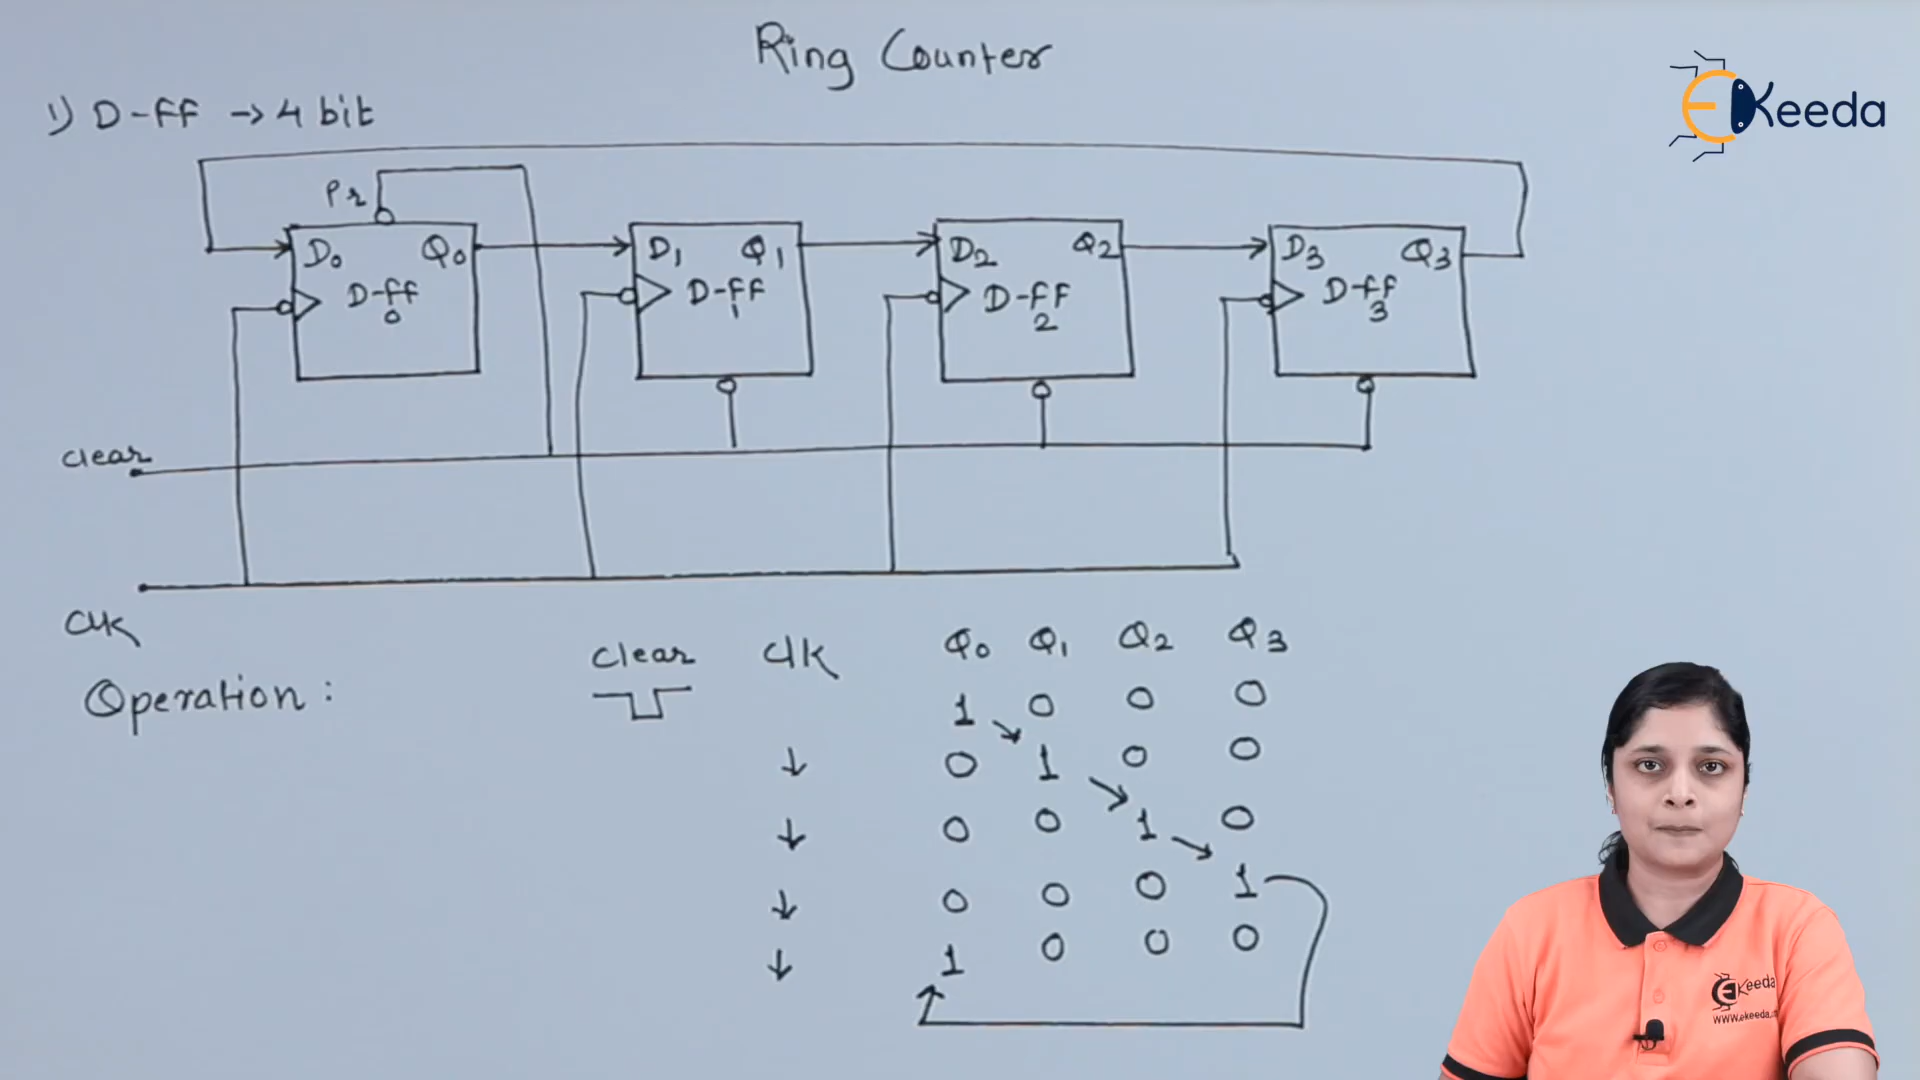 Ring Counter
EKeeda
1) D-FF → 4 bit
Pr
D0 Q0 D1 Q1 D2 Q2 D3 Q3
D-FF 0 D-FF 1 D-FF 2 D-FF 3
Clear
Clk
Operation :
Clear Clk Q0 Q1 Q2 Q3
1 0 0 0
↓ 0 1 0 0
↓ 0 0 1 0
↓ 0 0 0 1
↓ 1 0 0 0
EKeeda